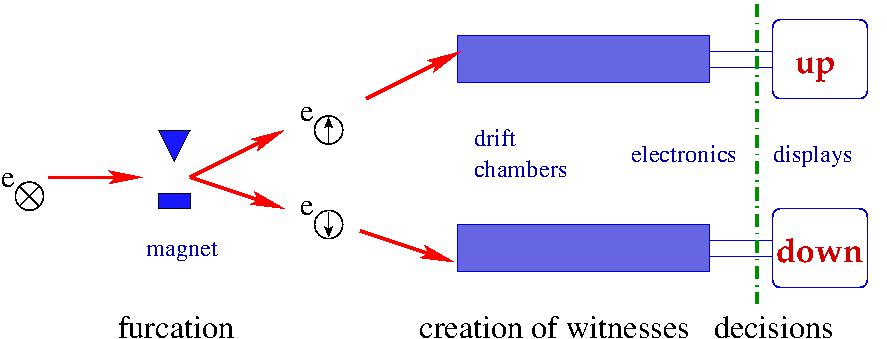 e
magnet
e
e
drift
chambers
electronics
displays
up
down
furcation
creation of witnesses
decisions